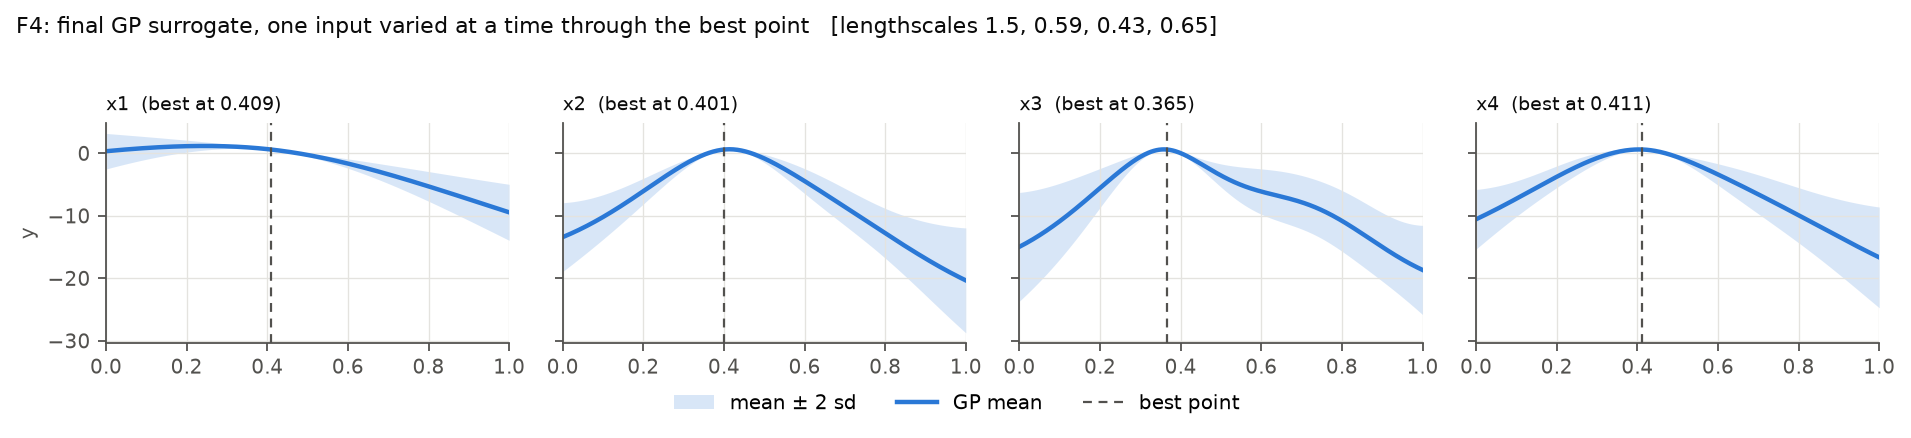 F4: final GP surrogate, one input varied at a time through the best point [lengthscales 1.5, 0.59, 0.43, 0.65]
x1 (best at 0.409)
x2 (best at 0.401)
x3 (best at 0.365)
x4 (best at 0.411)
y
0
−10
−20
−30
0.0 0.2 0.4 0.6 0.8 1.0
0.0 0.2 0.4 0.6 0.8 1.0
0.0 0.2 0.4 0.6 0.8 1.0
0.0 0.2 0.4 0.6 0.8 1.0
mean ± 2 sd
GP mean
best point